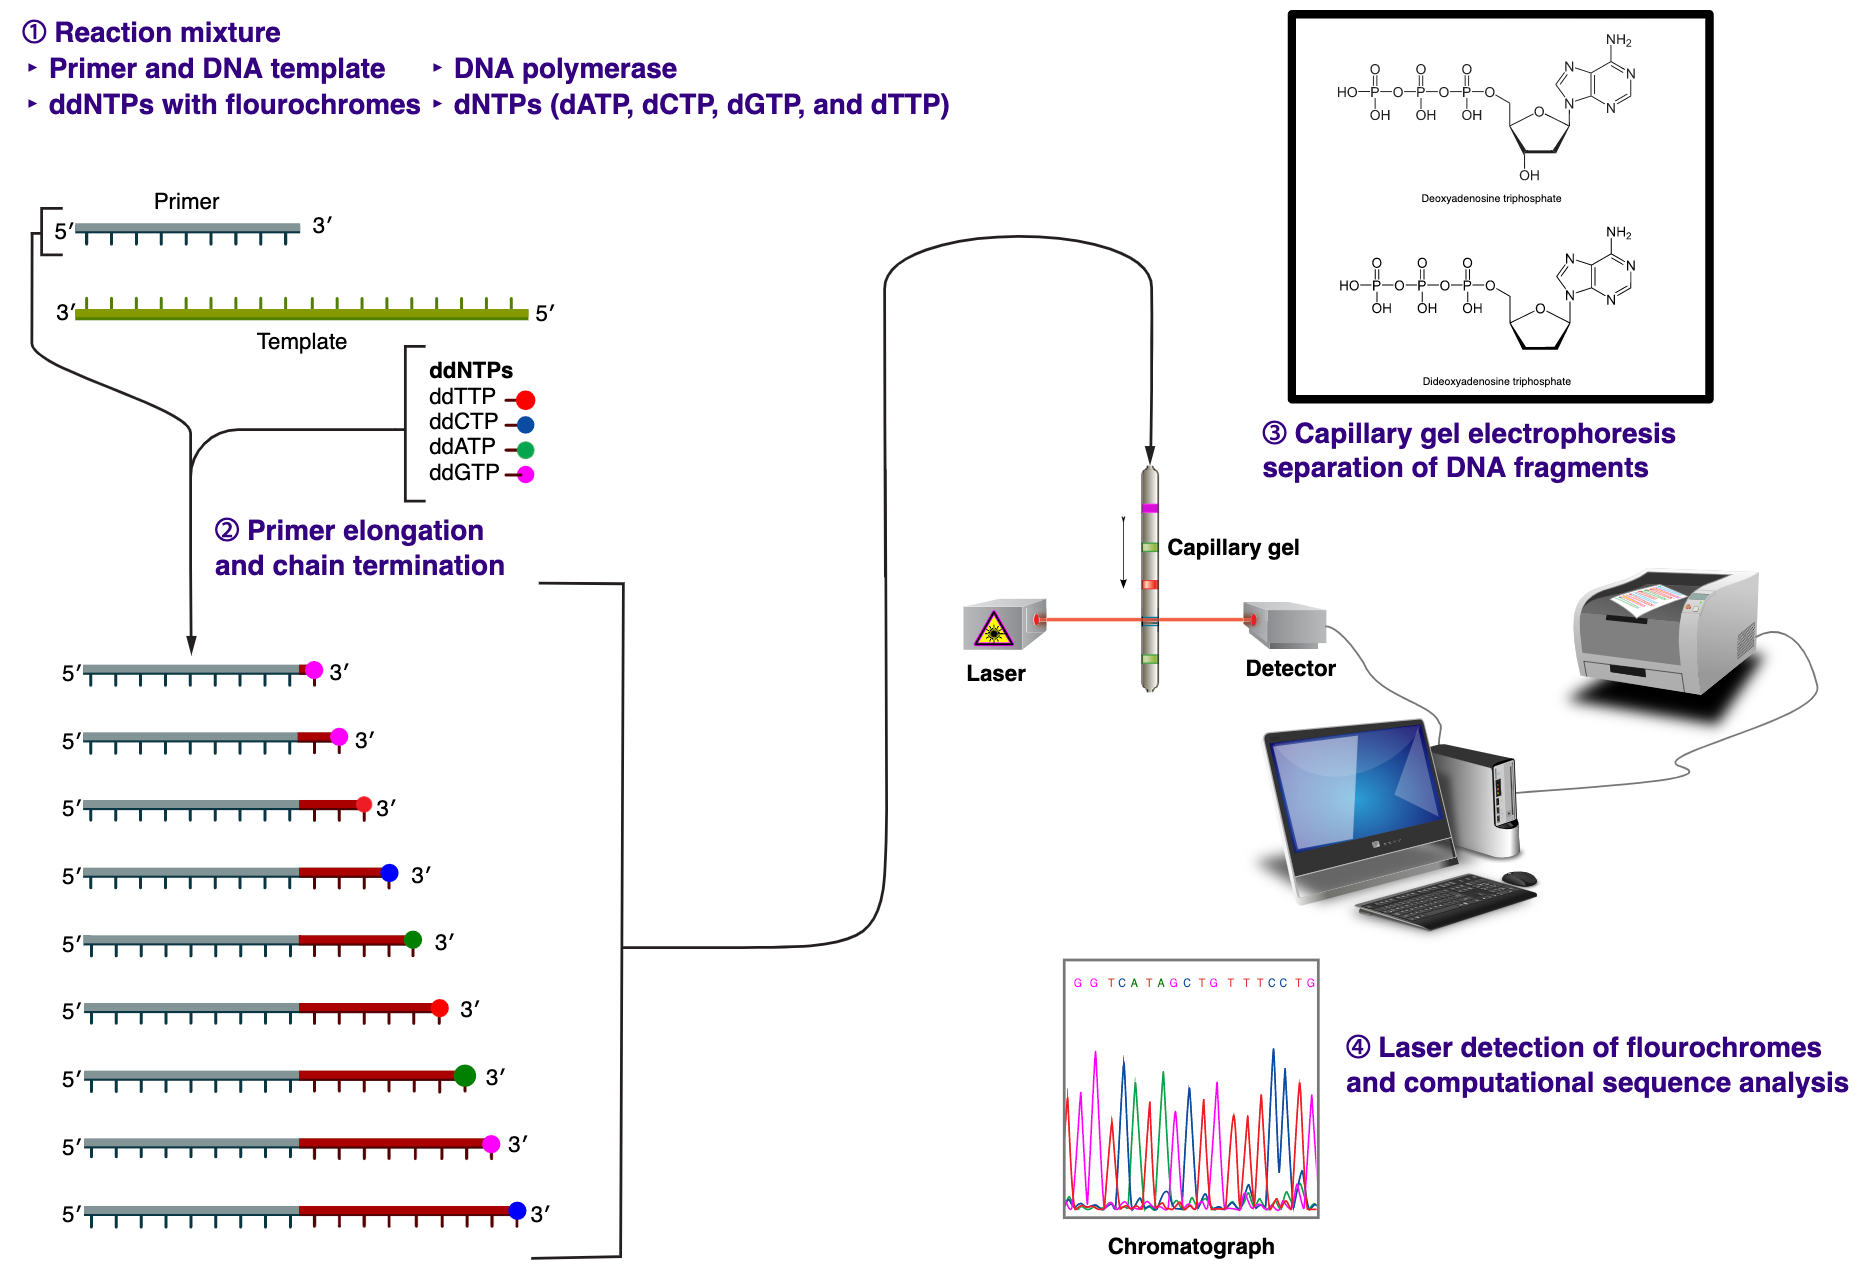 ① Reaction mixture
‣ Primer and DNA template ‣ DNA polymerase
‣ ddNTPs with flourochromes ‣ dNTPs (dATP, dCTP, dGTP, and dTTP)
Primer
5′ 3′
3′ 5′
Template
ddNTPs
ddTTP
ddCTP
ddATP
ddGTP
② Primer elongation
and chain termination
5′ 3′
5′ 3′
5′ 3′
5′ 3′
5′ 3′
5′ 3′
5′ 3′
5′ 3′
5′ 3′
NH₂
O O O N N
HO P O P O P O N N
OH OH OH O
OH
Deoxyadenosine triphosphate
NH₂
O O O N N
HO P O P O P O N N
OH OH OH O
Dideoxyadenosine triphosphate
③ Capillary gel electrophoresis
separation of DNA fragments
Capillary gel
Laser
Detector
G G T C A T A G C T G T T T C C T G
Chromatograph
④ Laser detection of flourochromes
and computational sequence analysis